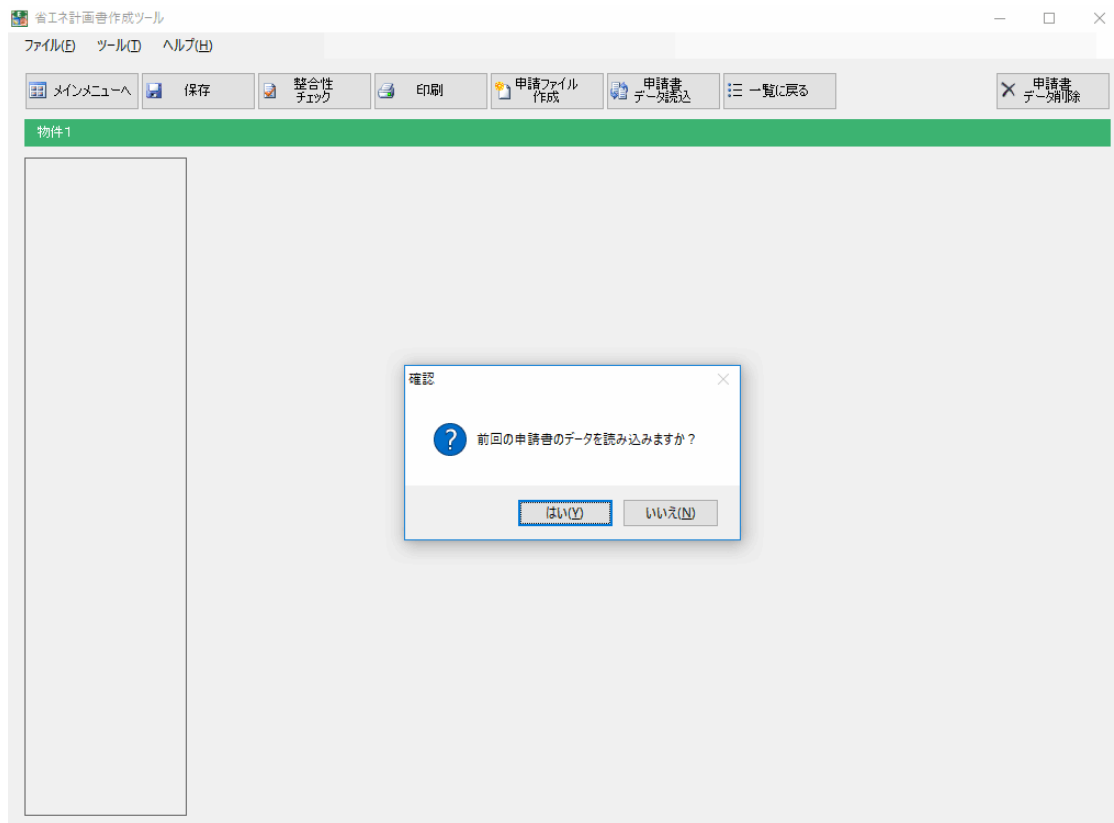 省エネ計画書作成ツール
ファイル(F) ツール(T) ヘルプ(H)
メインメニューへ 保存 整合性チェック 印刷 申請ファイル作成 申請書データ読込 一覧に戻る 申請書データ削除
物件1
確認
前回の申請書のデータを読み込みますか？
はい(Y) いいえ(N)